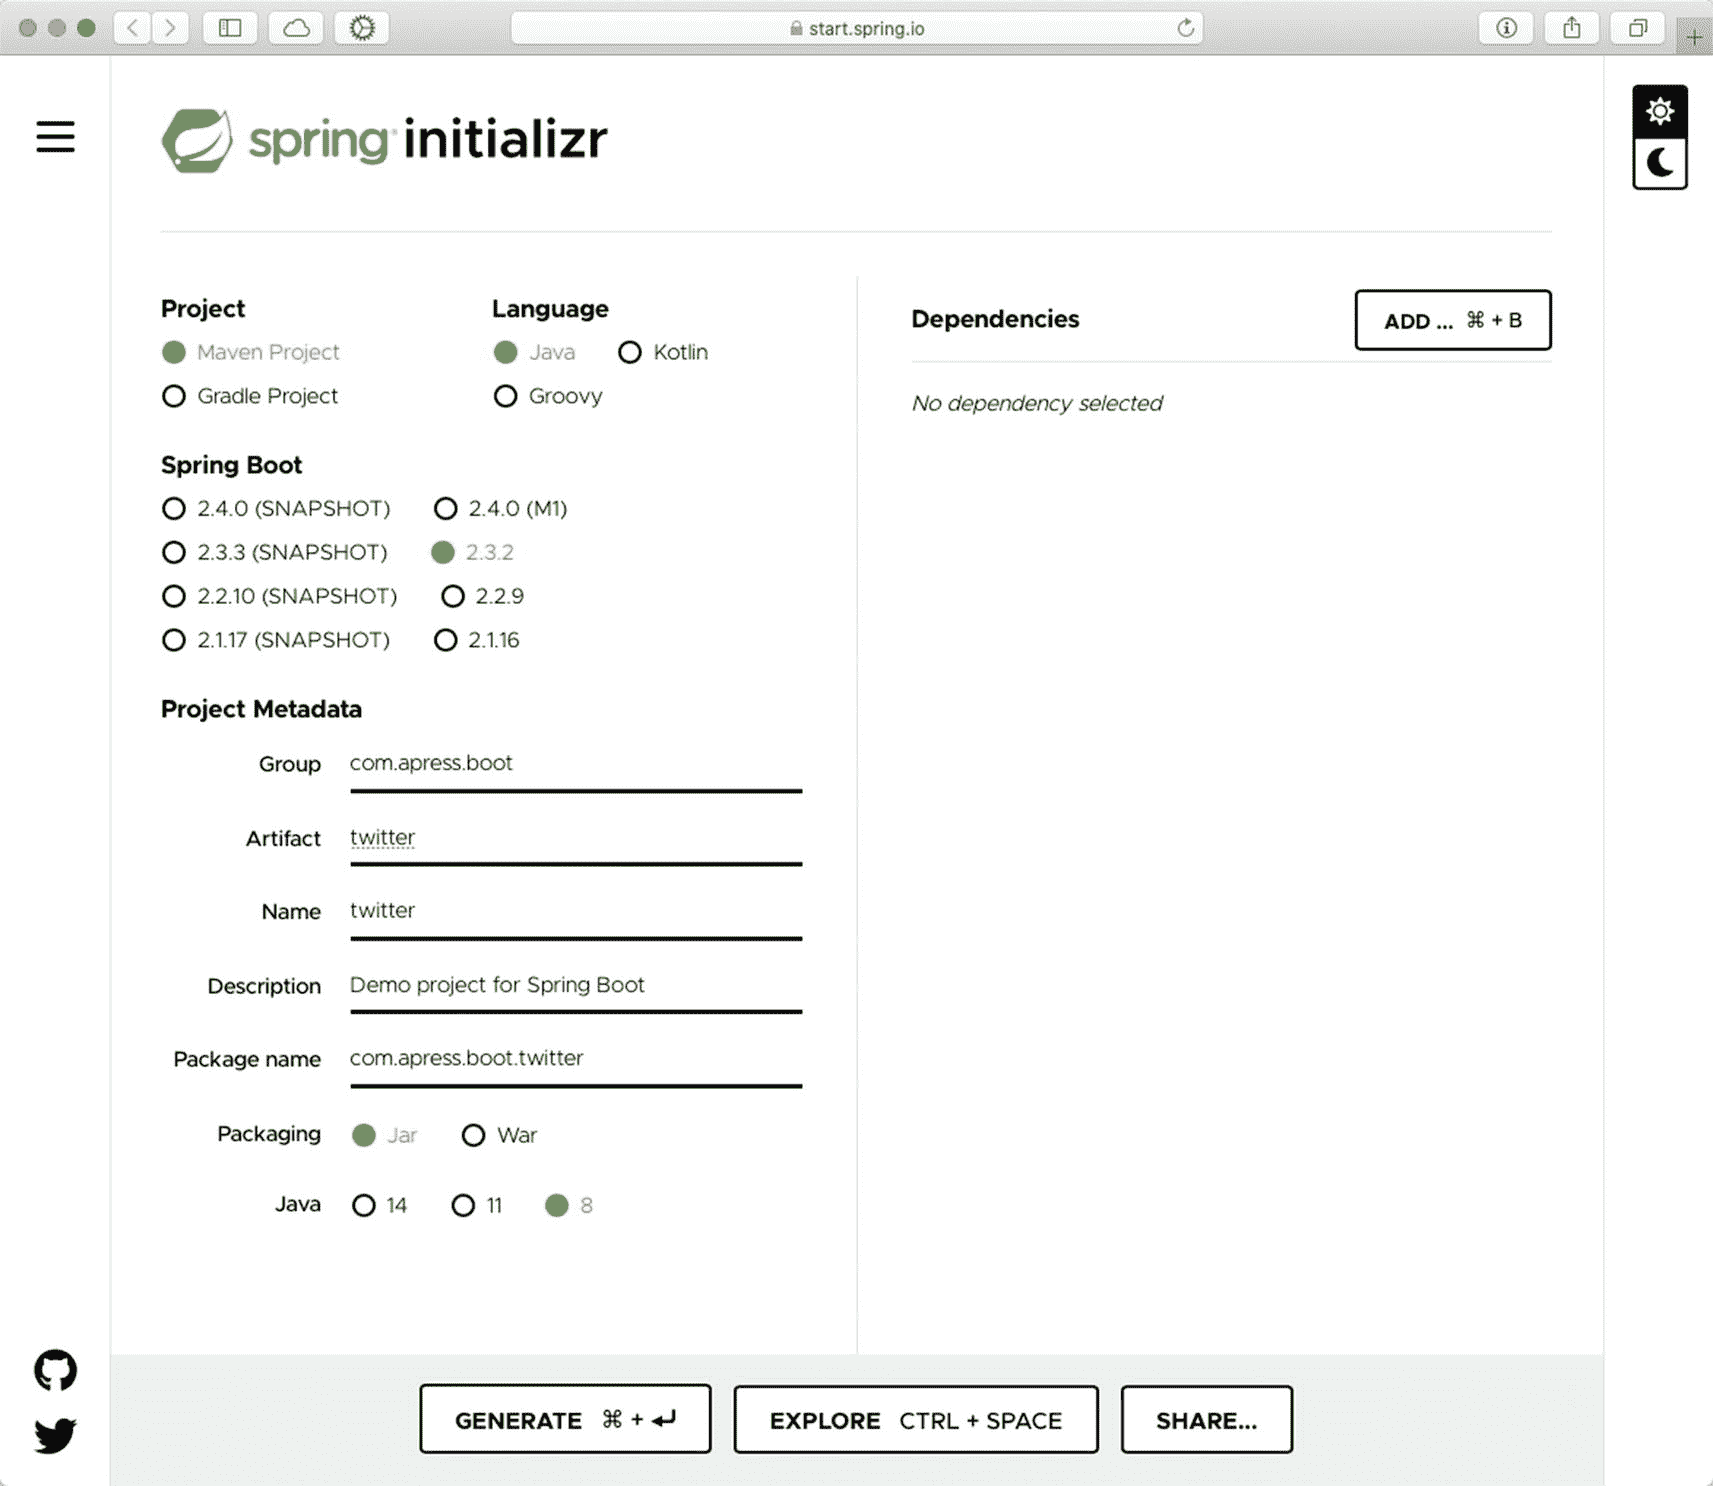 start.spring.io
spring initializr
Project
Maven Project
Gradle Project
Language
Java Kotlin
Groovy
Spring Boot
2.4.0 (SNAPSHOT) 2.4.0 (M1)
2.3.3 (SNAPSHOT) 2.3.2
2.2.10 (SNAPSHOT) 2.2.9
2.1.17 (SNAPSHOT) 2.1.16
Project Metadata
Group com.apress.boot
Artifact twitter
Name twitter
Description Demo project for Spring Boot
Package name com.apress.boot.twitter
Packaging Jar War
Java 14 11 8
Dependencies
ADD ... ⌘ + B
No dependency selected
GENERATE ⌘ + ↵
EXPLORE CTRL + SPACE
SHARE...